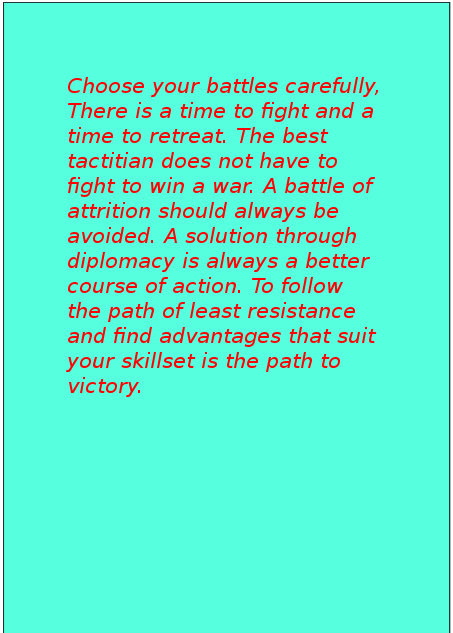 Choose your battles carefully,
There is a time to fight and a
time to retreat. The best
tactitian does not have to
fight to win a war. A battle of
attrition should always be
avoided. A solution through
diplomacy is always a better
course of action. To follow
the path of least resistance
and find advantages that suit
your skillset is the path to
victory.